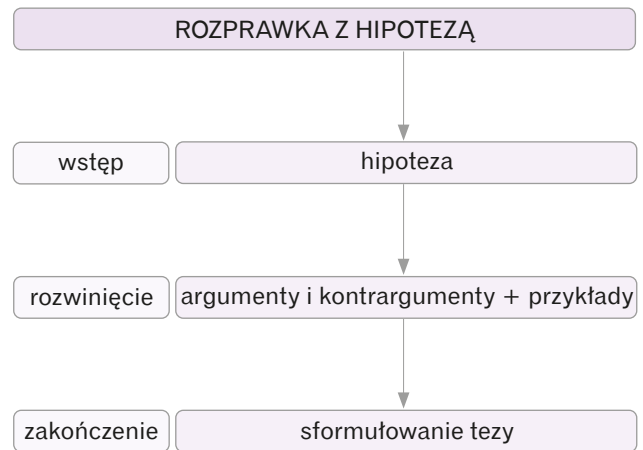 ROZPRAWKA Z HIPOTEZĄ
wstęp
hipoteza
rozwinięcie
argumenty i kontrargumenty + przykłady
zakończenie
sformułowanie tezy